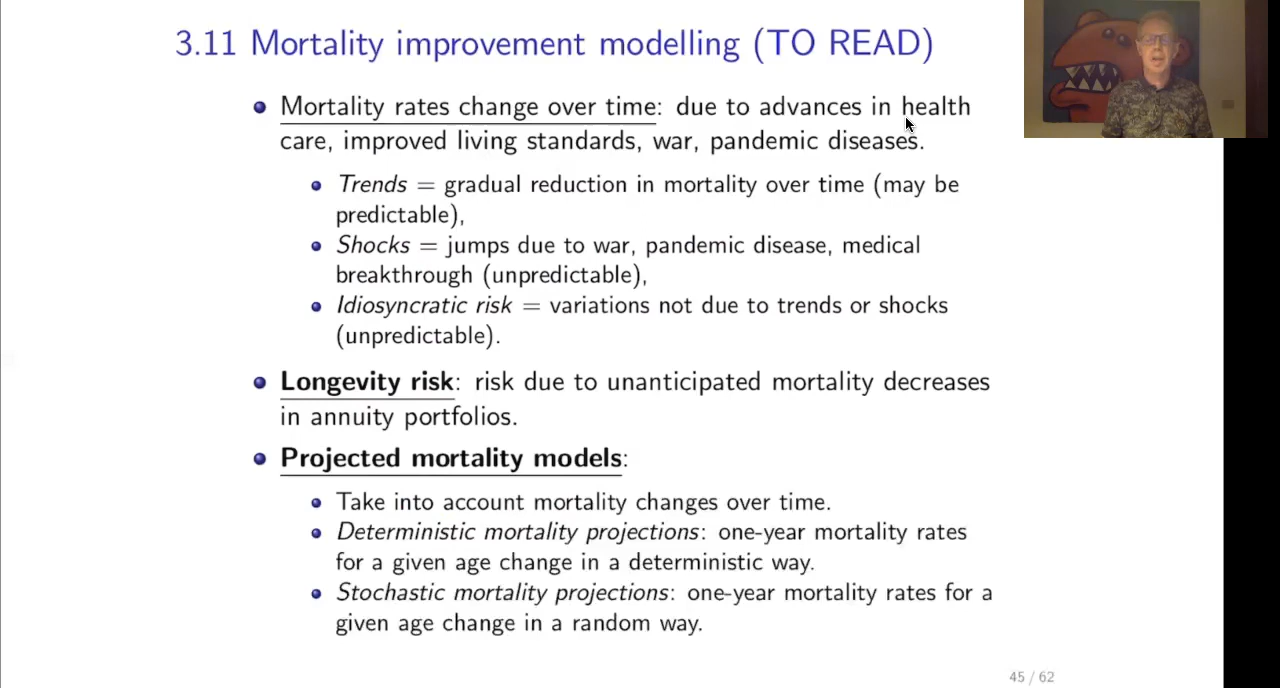 3.11 Mortality improvement modelling (TO READ)
Mortality rates change over time: due to advances in health
care, improved living standards, war, pandemic diseases.
Trends = gradual reduction in mortality over time (may be
predictable),
Shocks = jumps due to war, pandemic disease, medical
breakthrough (unpredictable),
Idiosyncratic risk = variations not due to trends or shocks
(unpredictable).
Longevity risk: risk due to unanticipated mortality decreases
in annuity portfolios.
Projected mortality models:
Take into account mortality changes over time.
Deterministic mortality projections: one-year mortality rates
for a given age change in a deterministic way.
Stochastic mortality projections: one-year mortality rates for a
given age change in a random way.
45 / 62